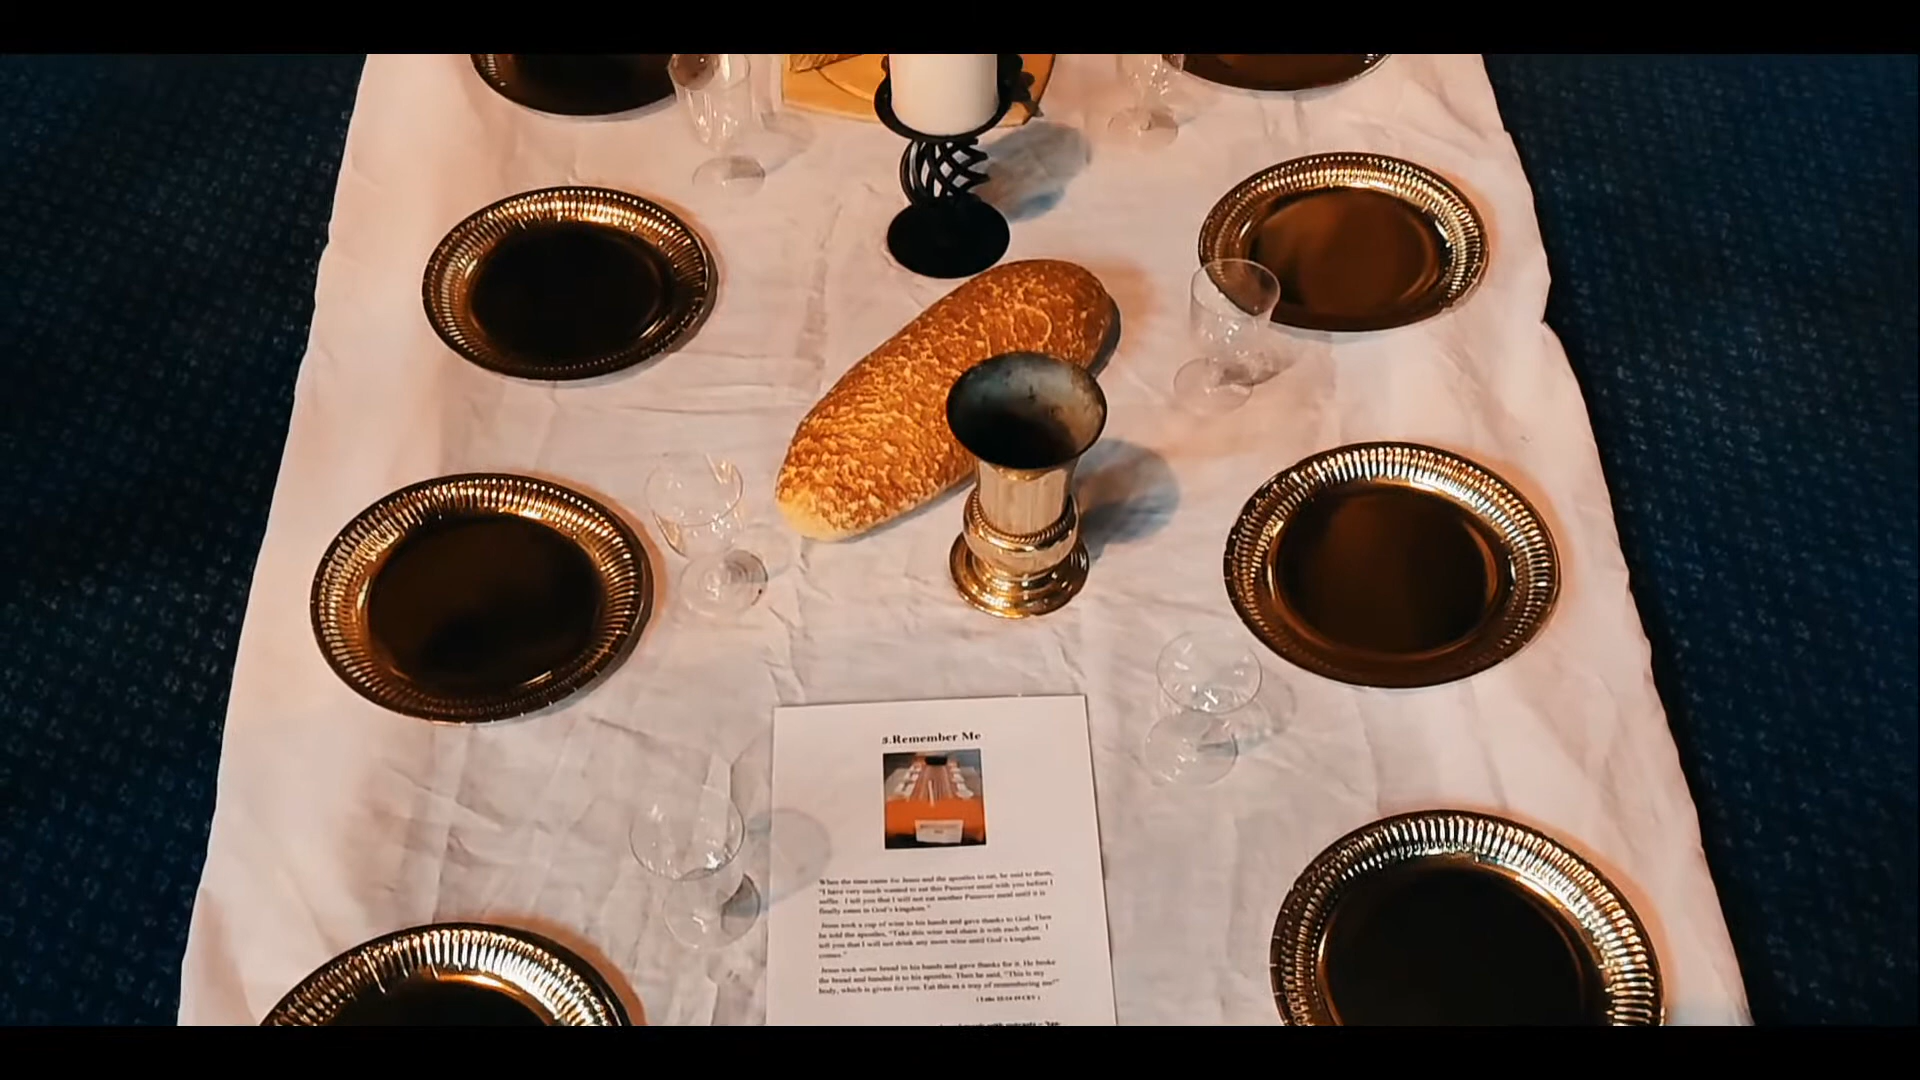 3.Remember Me
When the time came for Jesus and the apostles to eat, he said to them,
"I have very much wanted to eat this Passover meal with you before I
suffer. I tell you that I will not eat another Passover meal until it is
finally eaten in God's kingdom."
Jesus took a cup of wine in his hands and gave thanks to God. Then
he told the apostles, "Take this wine and share it with each other. I
tell you that I will not drink any more wine until God's kingdom
comes."
Jesus took some bread in his hands and gave thanks for it. He broke
the bread and handed it to his apostles. Then he said, "This is my
body, which is given for you. Eat this as a way of remembering me!"
( Luke 22:14-19 CEV )